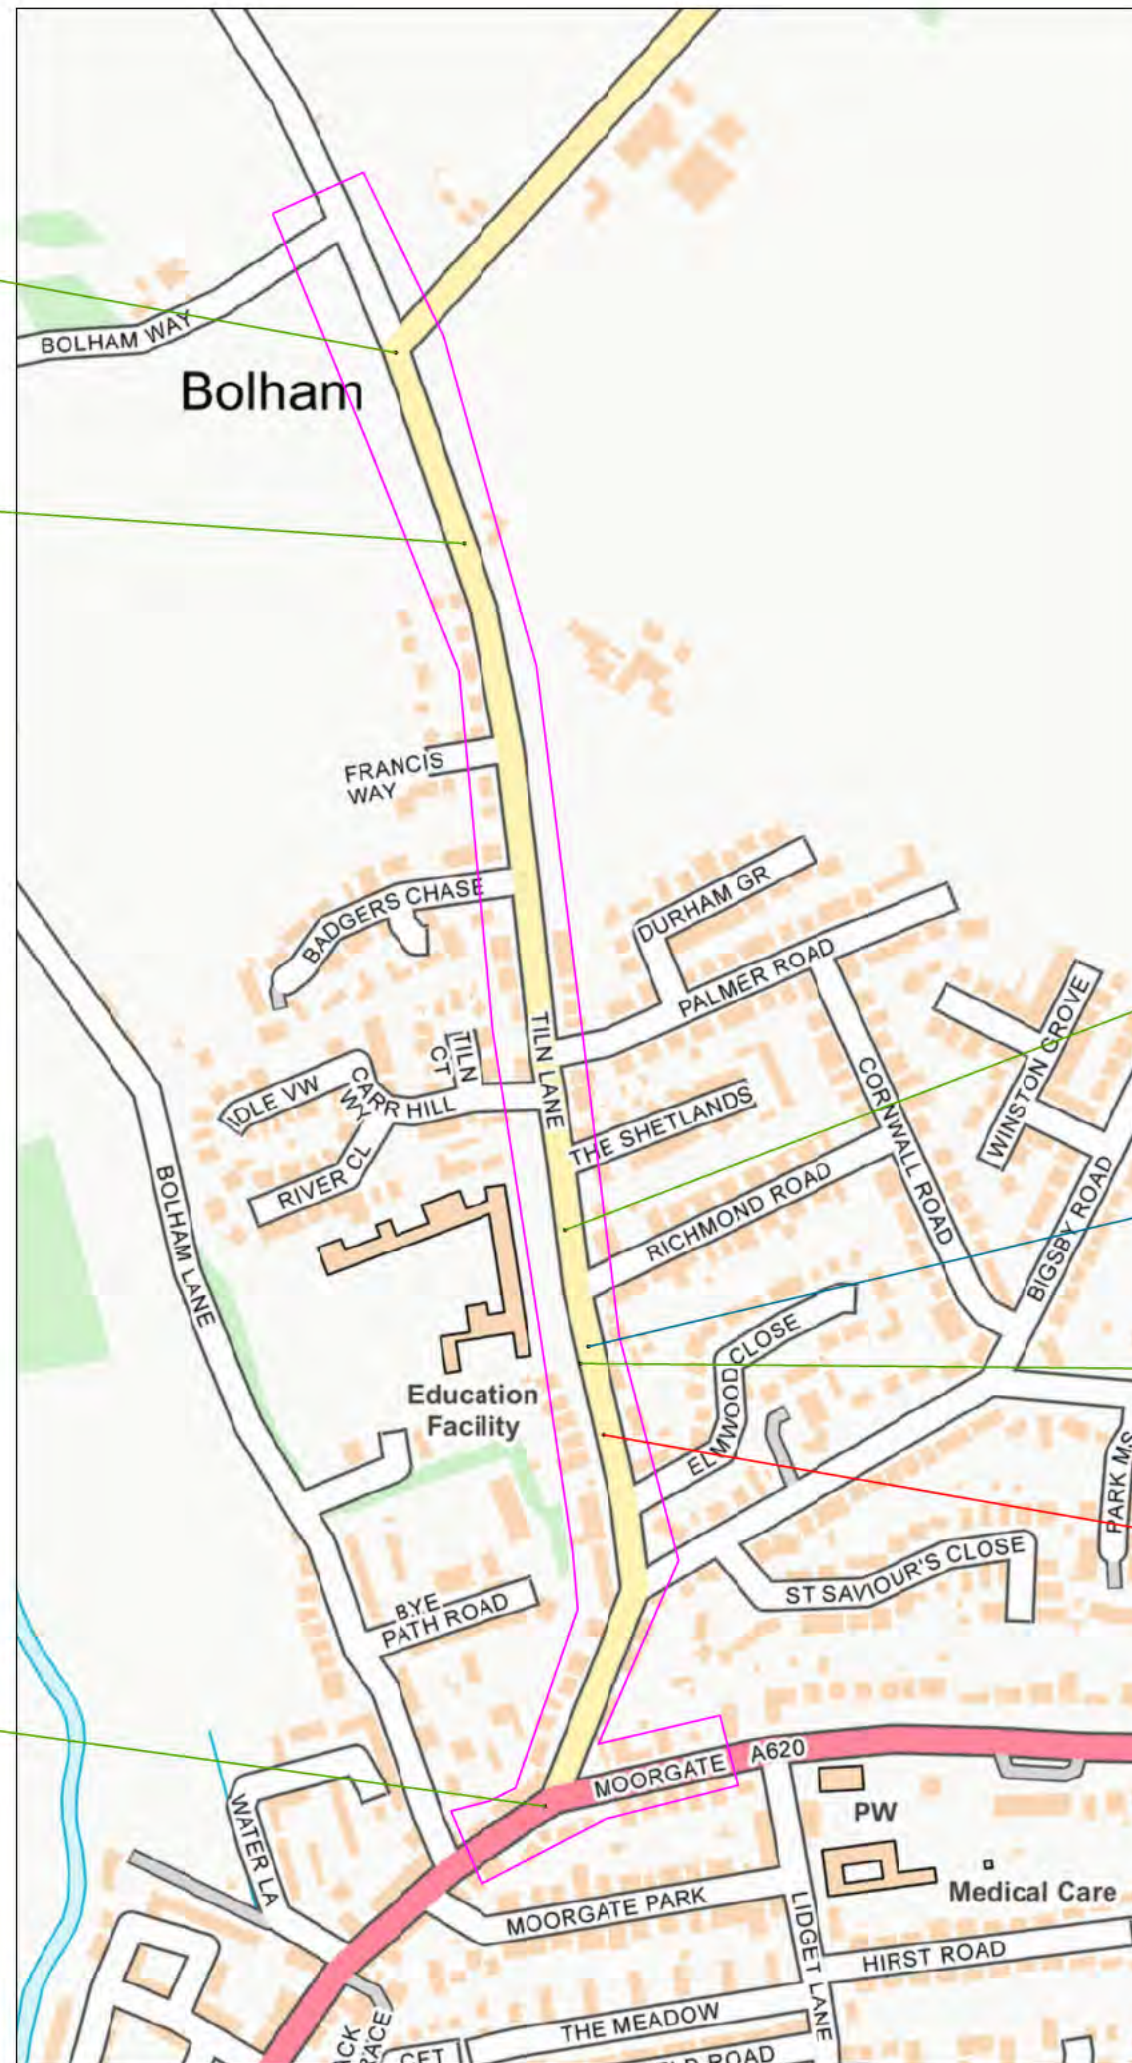 BOLHAM WAY
Bolham
FRANCIS
WAY
BADGERS CHASE
DURHAM GR
PALMER ROAD
WINSTON GROVE
TILN LANE
TILN
CT
IDLE VW
CARR HILL
WY
CORNWALL ROAD
THE SHETLANDS
RIVER CL
RICHMOND ROAD
BIGSBY ROAD
BOLHAM LANE
ELMWOOD CLOSE
Education
Facility
PARK MS
ST SAVIOUR'S CLOSE
BYE
PATH ROAD
MOORGATE
A620
PW
WATER LA
Medical Care
MOORGATE PARK
LIDGET LANE
HIRST ROAD
THE MEADOW
ROAD